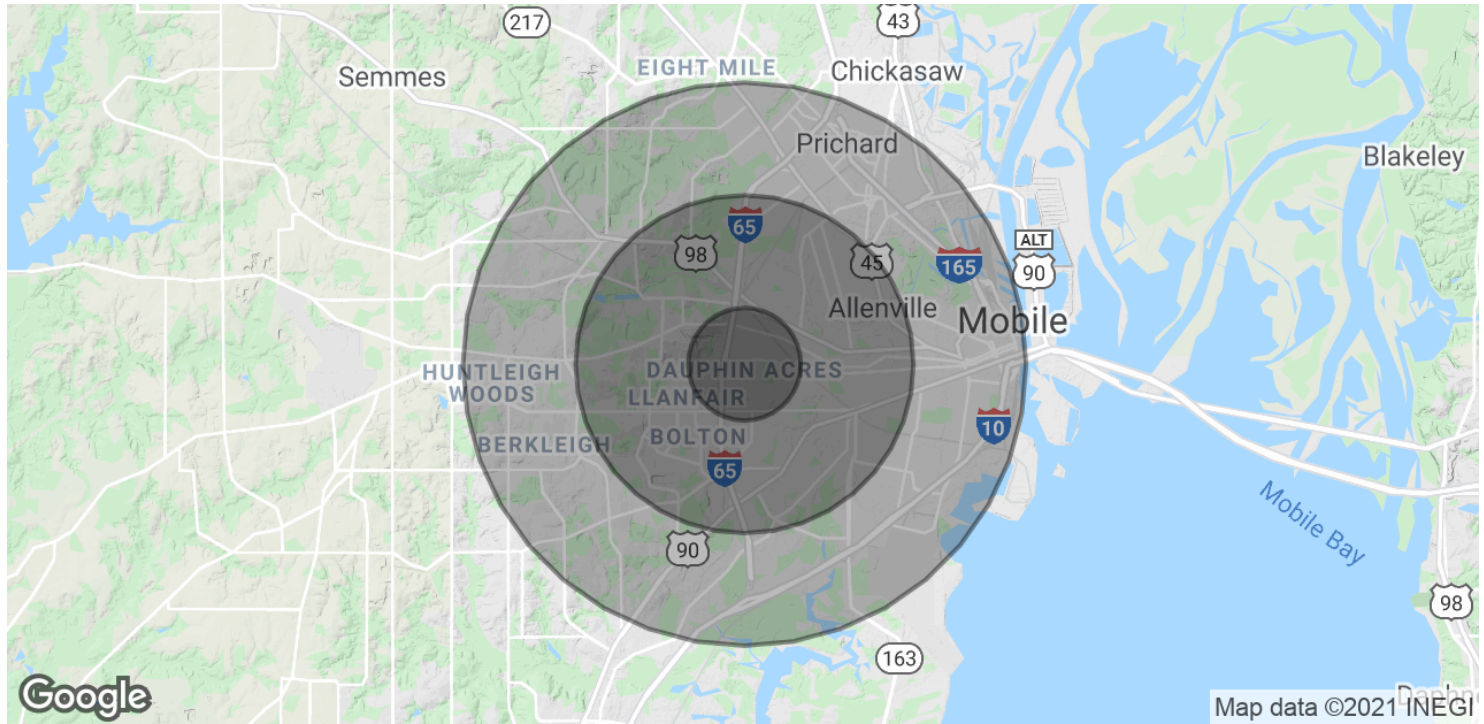 217
43
Semmes
EIGHT MILE
Chickasaw
Prichard
Blakeley
65
98
45
165
ALT
90
Allenville
Mobile
HUNTLEIGH
WOODS
DAUPHIN ACRES
LLANFAIR
BERKLEIGH
BOLTON
10
65
Mobile Bay
90
98
163
Google
Daphne
Map data ©2021 INEGI